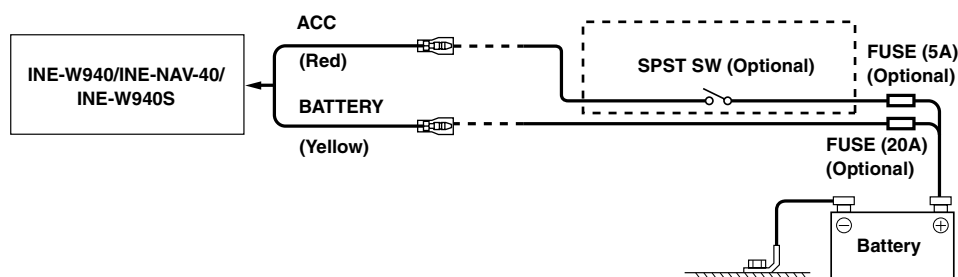 ACC
(Red)
INE-W940/INE-NAV-40/
INE-W940S
BATTERY
(Yellow)
SPST SW (Optional)
FUSE (5A)
(Optional)
FUSE (20A)
(Optional)
Battery